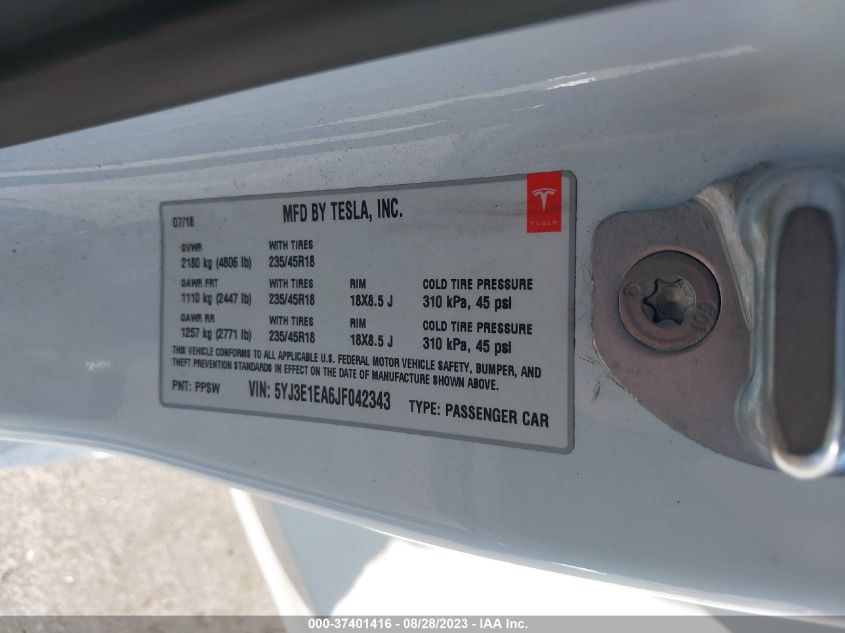 07/18 MFD BY TESLA, INC.
TESLA
GVWR WITH TIRES
2180 kg (4806 lb) 235/45R18
GAWR FRT WITH TIRES RIM COLD TIRE PRESSURE
1110 kg (2447 lb) 235/45R18 18X8.5 J 310 kPa, 45 psi
GAWR RR WITH TIRES RIM COLD TIRE PRESSURE
1257 kg (2771 lb) 235/45R18 18X8.5 J 310 kPa, 45 psi
THIS VEHICLE CONFORMS TO ALL APPLICABLE U.S. FEDERAL MOTOR VEHICLE SAFETY, BUMPER, AND
THEFT PREVENTION STANDARDS IN EFFECT ON THE DATE OF MANUFACTURE SHOWN ABOVE.
PNT: PPSW VIN: 5YJ3E1EA6JF042343 TYPE: PASSENGER CAR
000-37401416 - 08/28/2023 - IAA Inc.